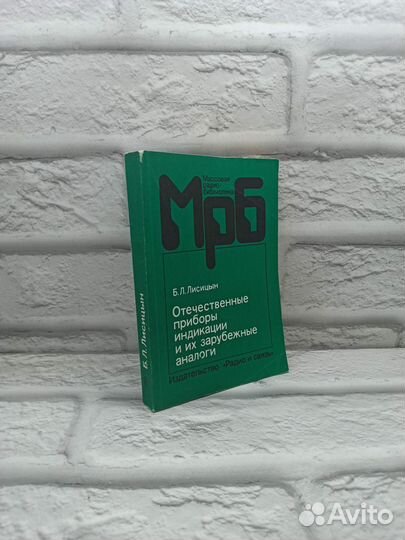 Массовая
радио-
библиотека
Мрб
Б.Л.Лисицын
Отечественные
приборы
индикации
и их зарубежные
аналоги
Издательство «Радио и связь»
Б.Л.Лисицын
Avito